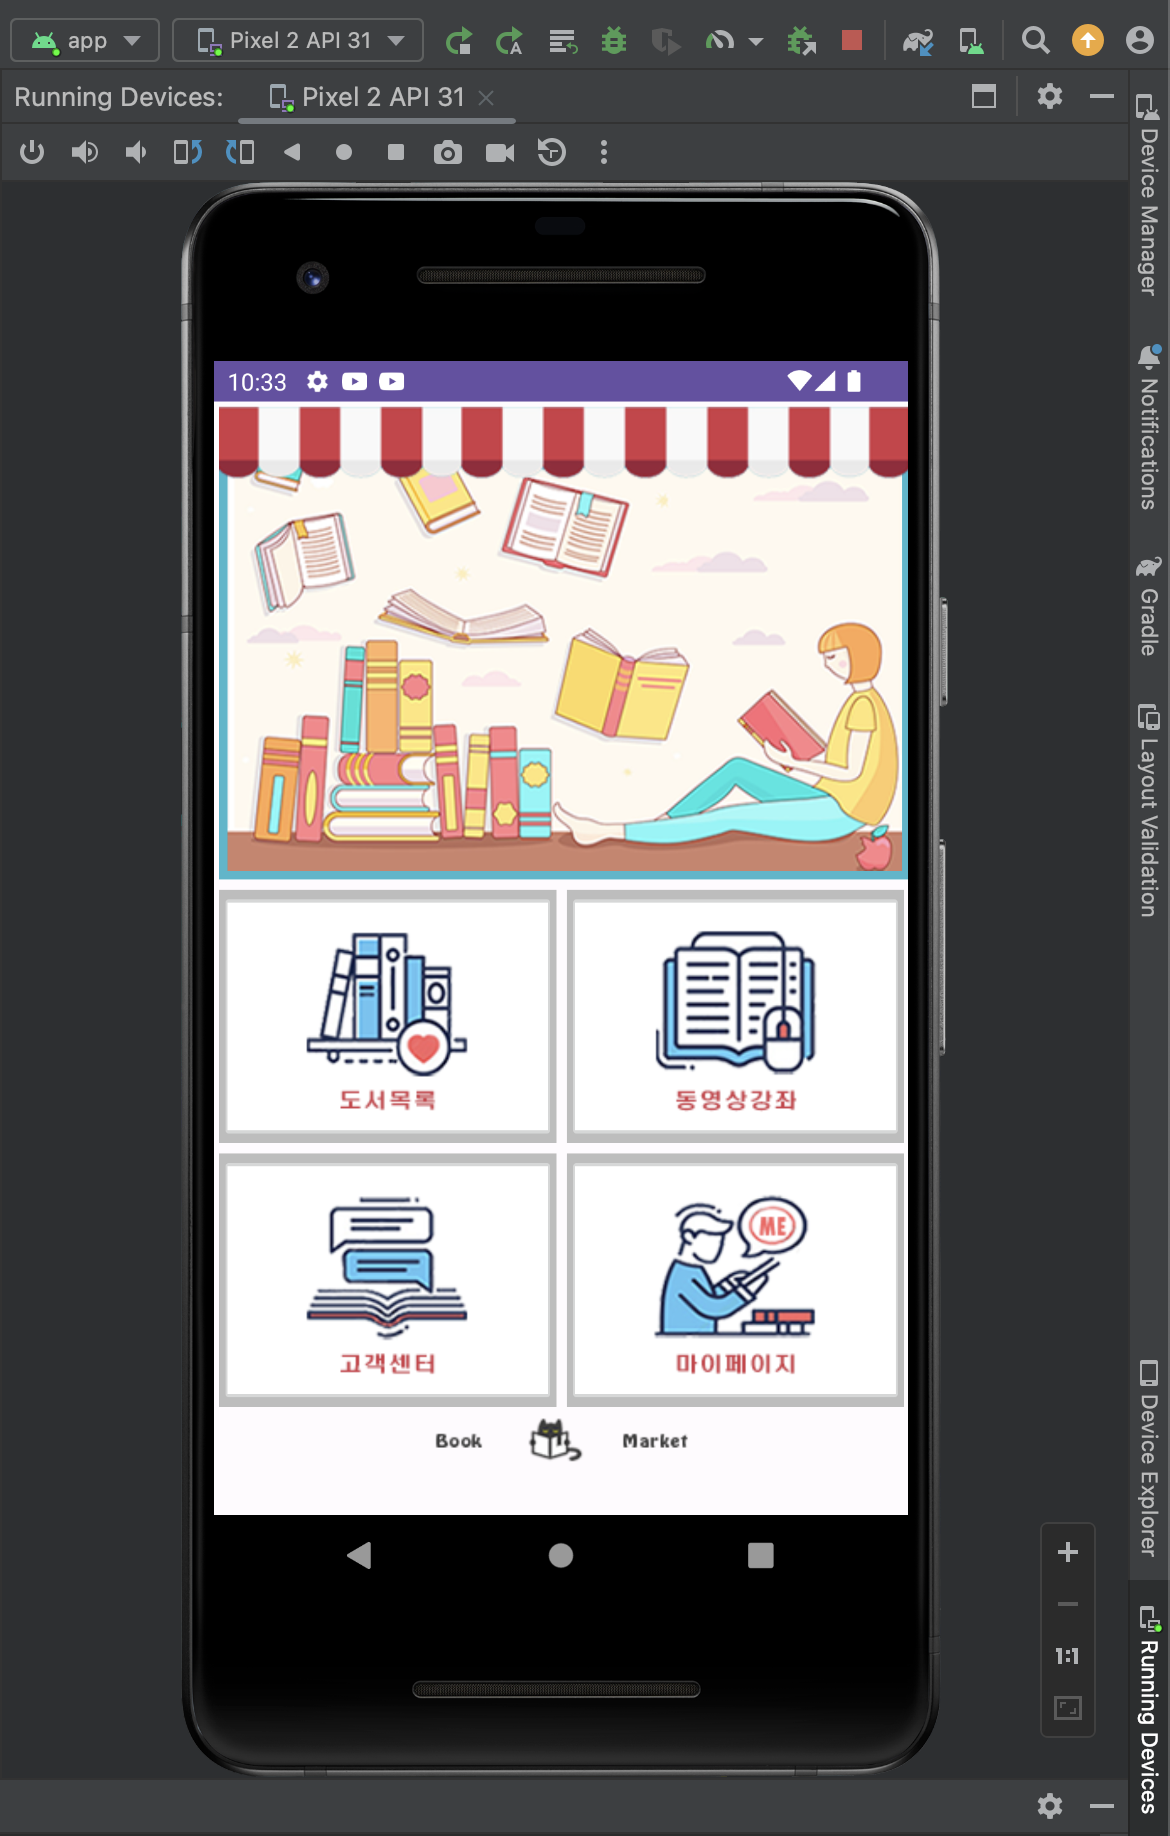 app
Pixel 2 API 31
A
Running Devices:
Pixel 2 API 31
10:33
도서목록
동영상강좌
ME
고객센터
마이페이지
Book
Market
1:1
Device Manager
Notifications
Gradle
Layout Validation
Device Explorer
Running Devices